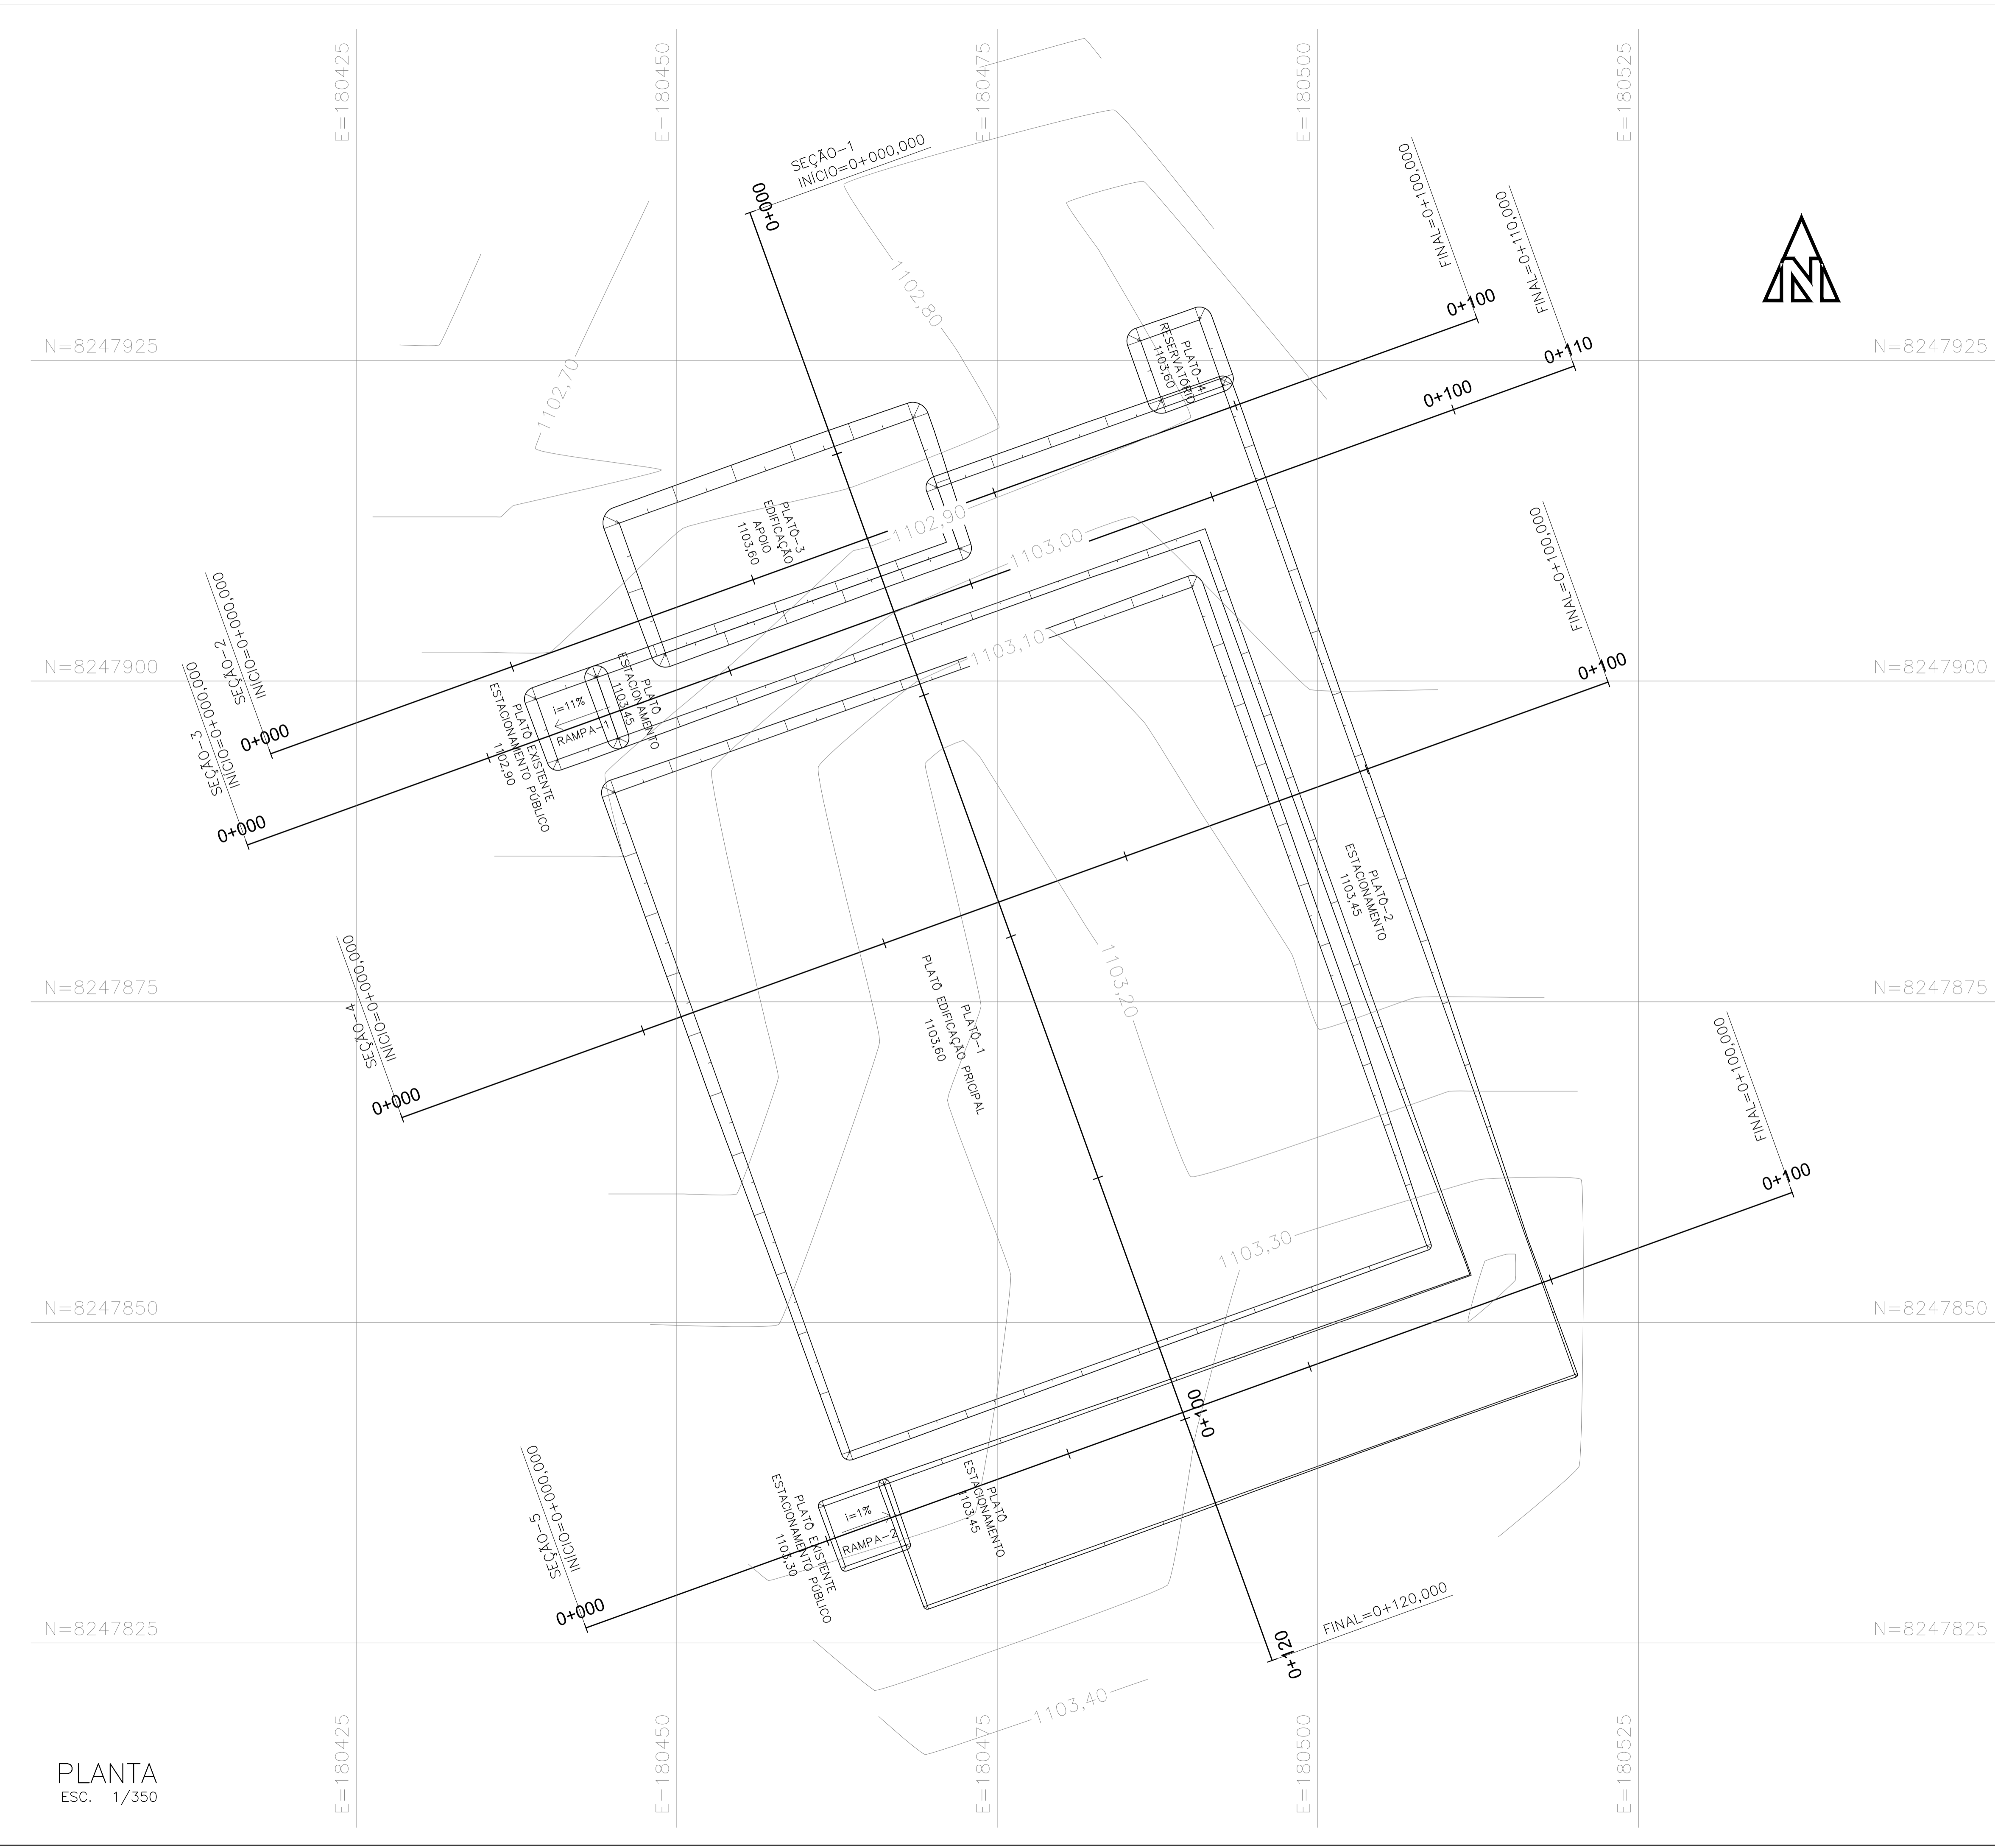 E=180425
E=180450
E=180475
E=180500
E=180525
SEÇÃO-1
INÍCIO=0+000,000
0+000
FINAL=0+100,000
0+100
FINAL=0+110,000
0+110
0+100
N
1102,80
1102,70
N=8247925
N=8247925
PLATÔ-4
RESERVATÓRIO
1103,60
PLATÔ-3
EDIFICAÇÃO
APOIO
1103,60
1102,90
1103,00
FINAL=0+100,000
0+100
SEÇÃO-2
INÍCIO=0+000,000
0+000
SEÇÃO-3
INÍCIO=0+000,000
0+000
N=8247900
N=8247900
1103,10
PLATÔ
ESTACIONAMENTO
1103,45
i=11%
RAMPA-1
PLATÔ EXISTENTE
ESTACIONAMENTO PÚBLICO
1102,90
PLATÔ-2
ESTACIONAMENTO
1103,45
SEÇÃO-4
INÍCIO=0+000,000
0+000
N=8247875
N=8247875
PLATÔ-1
PLATÔ EDIFICAÇÃO PRICIPAL
1103,60
1103,20
FINAL=0+100,000
0+100
1103,30
N=8247850
N=8247850
0+100
SEÇÃO-5
INÍCIO=0+000,000
0+000
PLATÔ
ESTACIONAMENTO
1103,45
i=1%
RAMPA-2
PLATÔ EXISTENTE
ESTACIONAMENTO PÚBLICO
1103,30
FINAL=0+120,000
0+120
N=8247825
N=8247825
1103,40
PLANTA
ESC. 1/350
E=180425
E=180450
E=180475
E=180500
E=180525